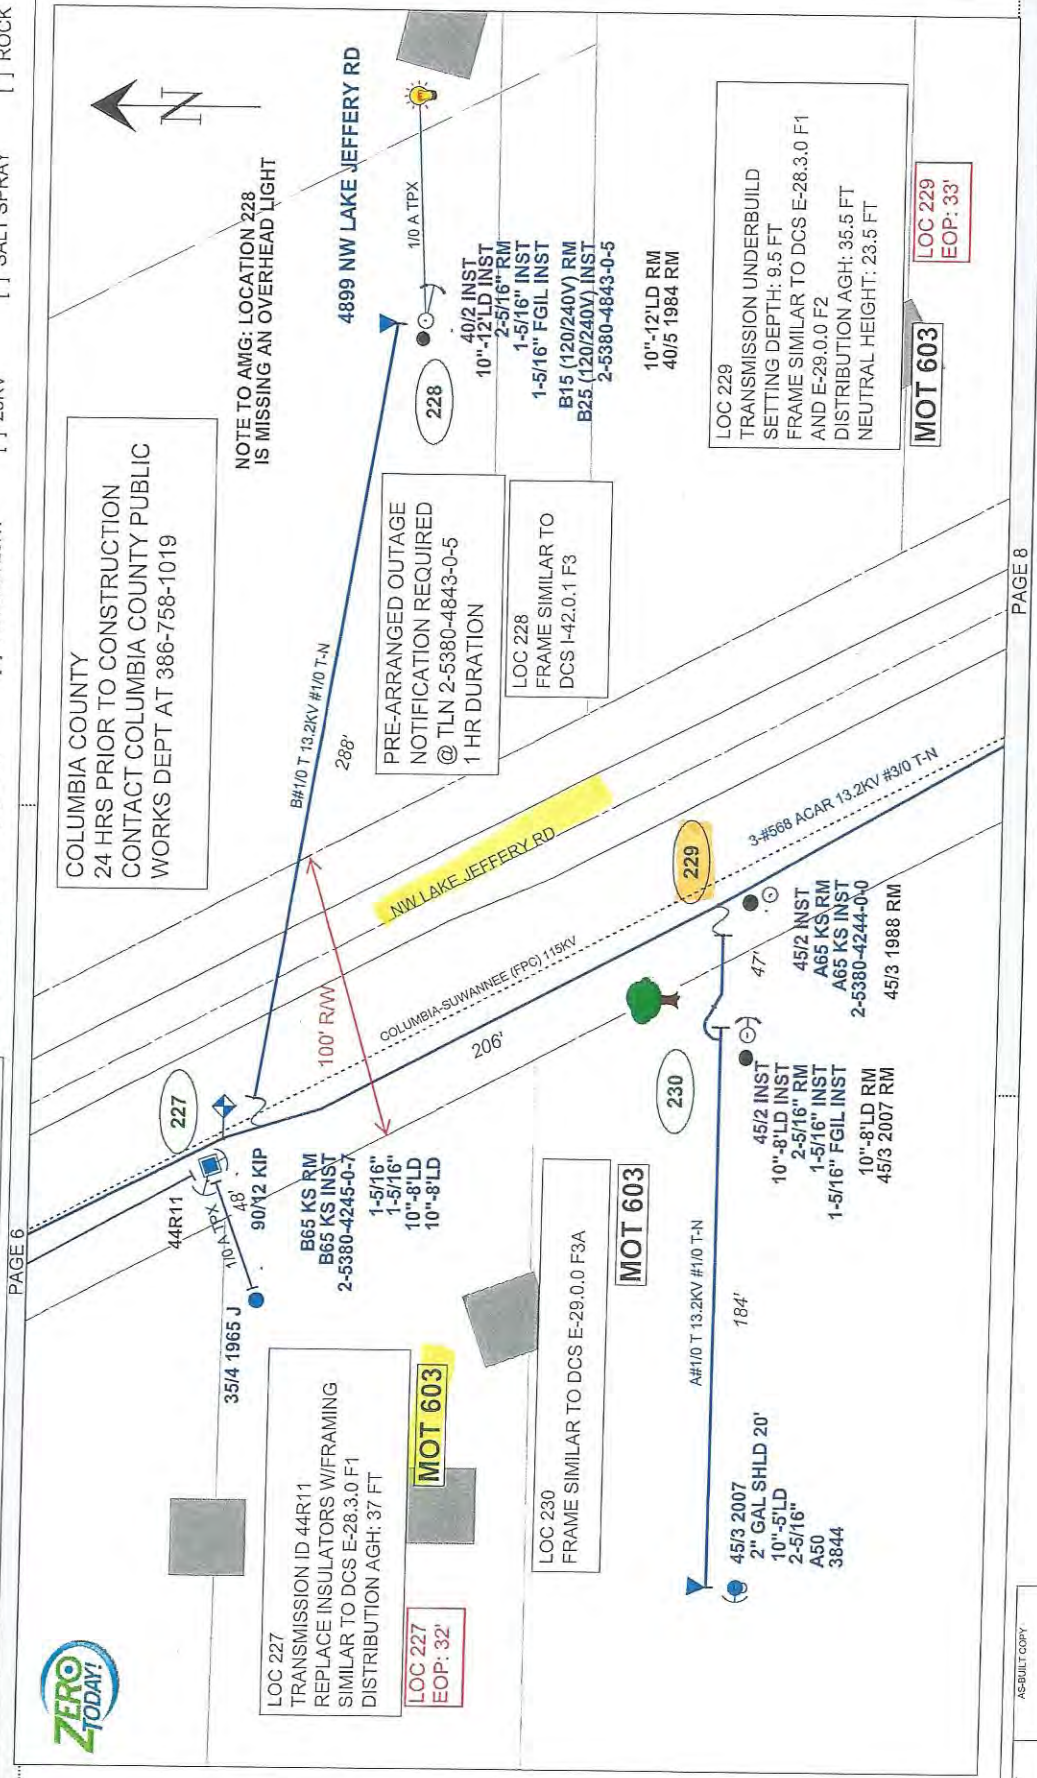 PAGE 6
PAGE 8
ZERO
TODAY!
N
COLUMBIA COUNTY
24 HRS PRIOR TO CONSTRUCTION
CONTACT COLUMBIA COUNTY PUBLIC
WORKS DEPT AT 386-758-1019
NOTE TO AMG: LOCATION 228
IS MISSING AN OVERHEAD LIGHT
4899 NW LAKE JEFFERY RD
1/0 A TPX
228
40/2 INST
10"-12'LD INST
2-5/16" RM
1-5/16" INST
1-5/16" FGIL INST
B15 (120/240V) RM
B25 (120/240V) INST
2-5380-4843-0-5
10"-12'LD RM
40/5 1984 RM
B#1/0 T 13.2KV #1/0 T-N
288'
PRE-ARRANGED OUTAGE
NOTIFICATION REQUIRED
@ TLN 2-5380-4843-0-5
1 HR DURATION
LOC 228
FRAME SIMILAR TO
DCS I-42.0.1 F3
LOC 229
TRANSMISSION UNDERBUILD
SETTING DEPTH: 9.5 FT
FRAME SIMILAR TO DCS E-28.3.0 F1
AND E-29.0.0 F2
DISTRIBUTION AGH: 35.5 FT
NEUTRAL HEIGHT: 23.5 FT
MOT 603
LOC 229
EOP: 33'
227
44R11
1/0 A TPX
48'
90/12 KIP
35/4 1965 J
B65 KS RM
B65 KS INST
2-5380-4245-0-7
1-5/16"
1-5/16"
10"-8'LD
10"-8'LD
100' R/W
NW LAKE JEFFERY RD
COLUMBIA-SUWANNEE (FPC) 115KV
206'
3-#568 ACAR 13.2KV #3/0 T-N
229
47'
45/2 INST
A65 KS RM
A65 KS INST
2-5380-4244-0-0
45/3 1988 RM
230
45/2 INST
10"-8'LD INST
2-5/16" RM
1-5/16" INST
1-5/16" FGIL INST
10"-8'LD RM
45/3 2007 RM
LOC 227
TRANSMISSION ID 44R11
REPLACE INSULATORS W/FRAMING
SIMILAR TO DCS E-28.3.0 F1
DISTRIBUTION AGH: 37 FT
MOT 603
LOC 227
EOP: 32'
LOC 230
FRAME SIMILAR TO DCS E-29.0.0 F3A
MOT 603
A#1/0 T 13.2KV #1/0 T-N
184'
45/3 2007
2" GAL SHLD 20'
10"-5'LD
2-5/16"
A50
3844
AS-BUILT COPY
[ ] SALT SPRAY
[ ] ROCK